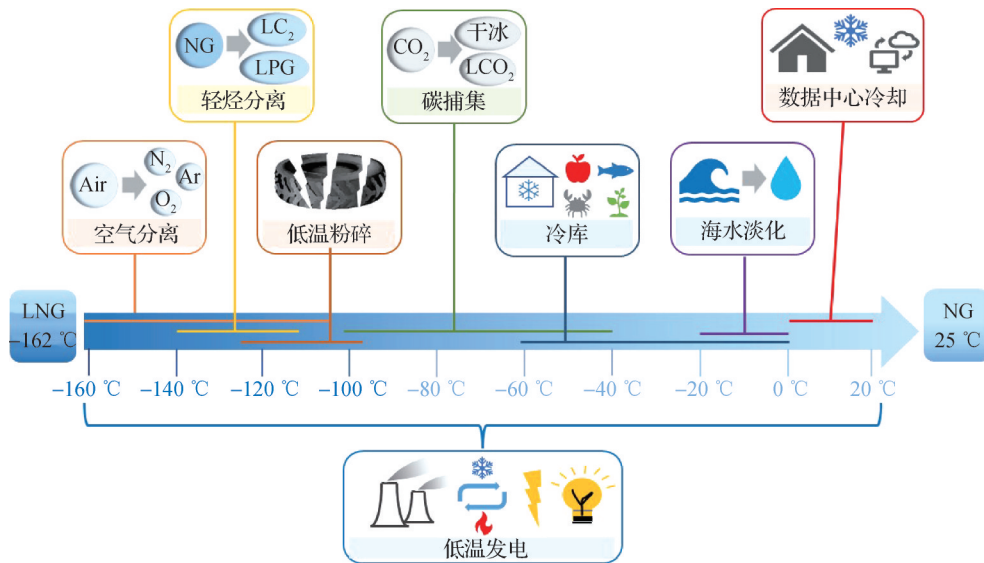 NG
LC₂
LPG
轻烃分离
CO₂
干冰
LCO₂
碳捕集
数据中心冷却
Air
N₂
Ar
O₂
空气分离
低温粉碎
冷库
海水淡化
LNG
−162 ℃
NG
25 ℃
−160 ℃
−140 ℃
−120 ℃
−100 ℃
−80 ℃
−60 ℃
−40 ℃
−20 ℃
0 ℃
20 ℃
低温发电